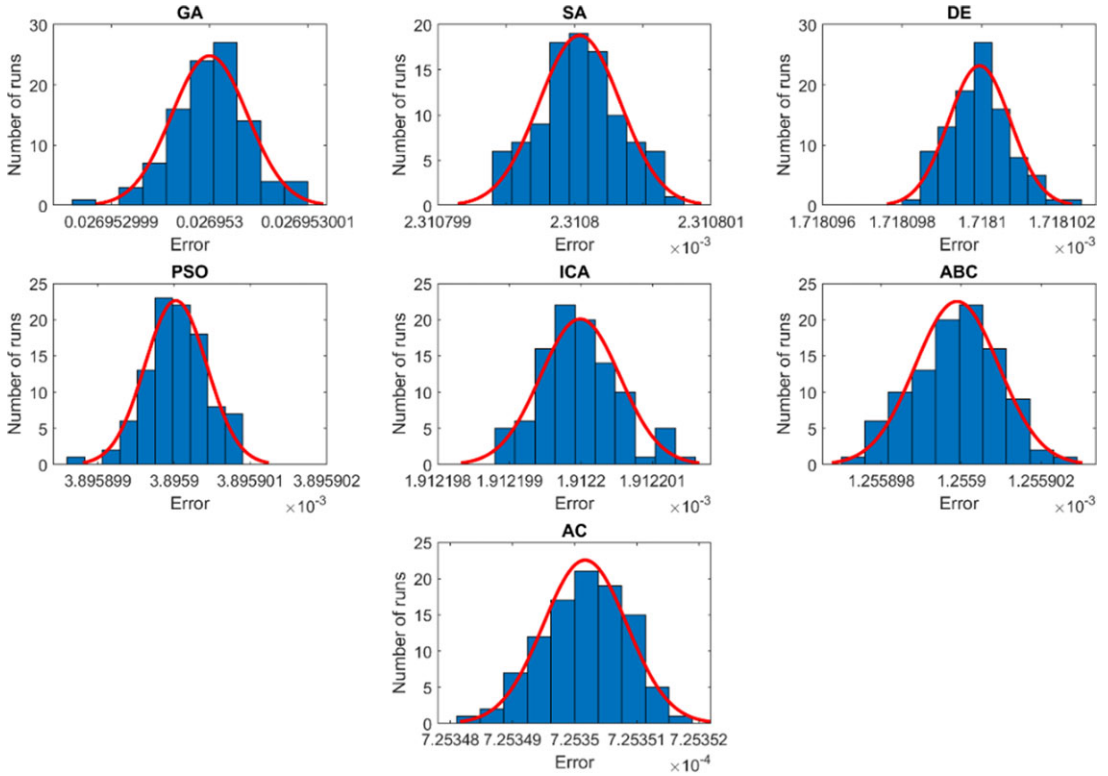 GA
Number of runs
30
20
10
0
0.026952999 0.026953 0.0269530001
Error
SA
Number of runs
20
15
10
5
0
2.310799 2.3108 2.310801
Error
×10⁻³
DE
Number of runs
30
20
10
0
1.718096 1.718098 1.7181 1.718102
Error
×10⁻³
PSO
Number of runs
25
20
15
10
5
0
3.895899 3.8959 3.895901 3.895902
Error
×10⁻³
ICA
Number of runs
25
20
15
10
5
0
1.912198 1.912199 1.9122 1.912201
Error
×10⁻³
ABC
Number of runs
25
20
15
10
5
0
1.255898 1.2559 1.255902
Error
×10⁻³
AC
Number of runs
25
20
15
10
5
0
7.25348 7.25349 7.2535 7.25351 7.25352
Error
×10⁻⁴